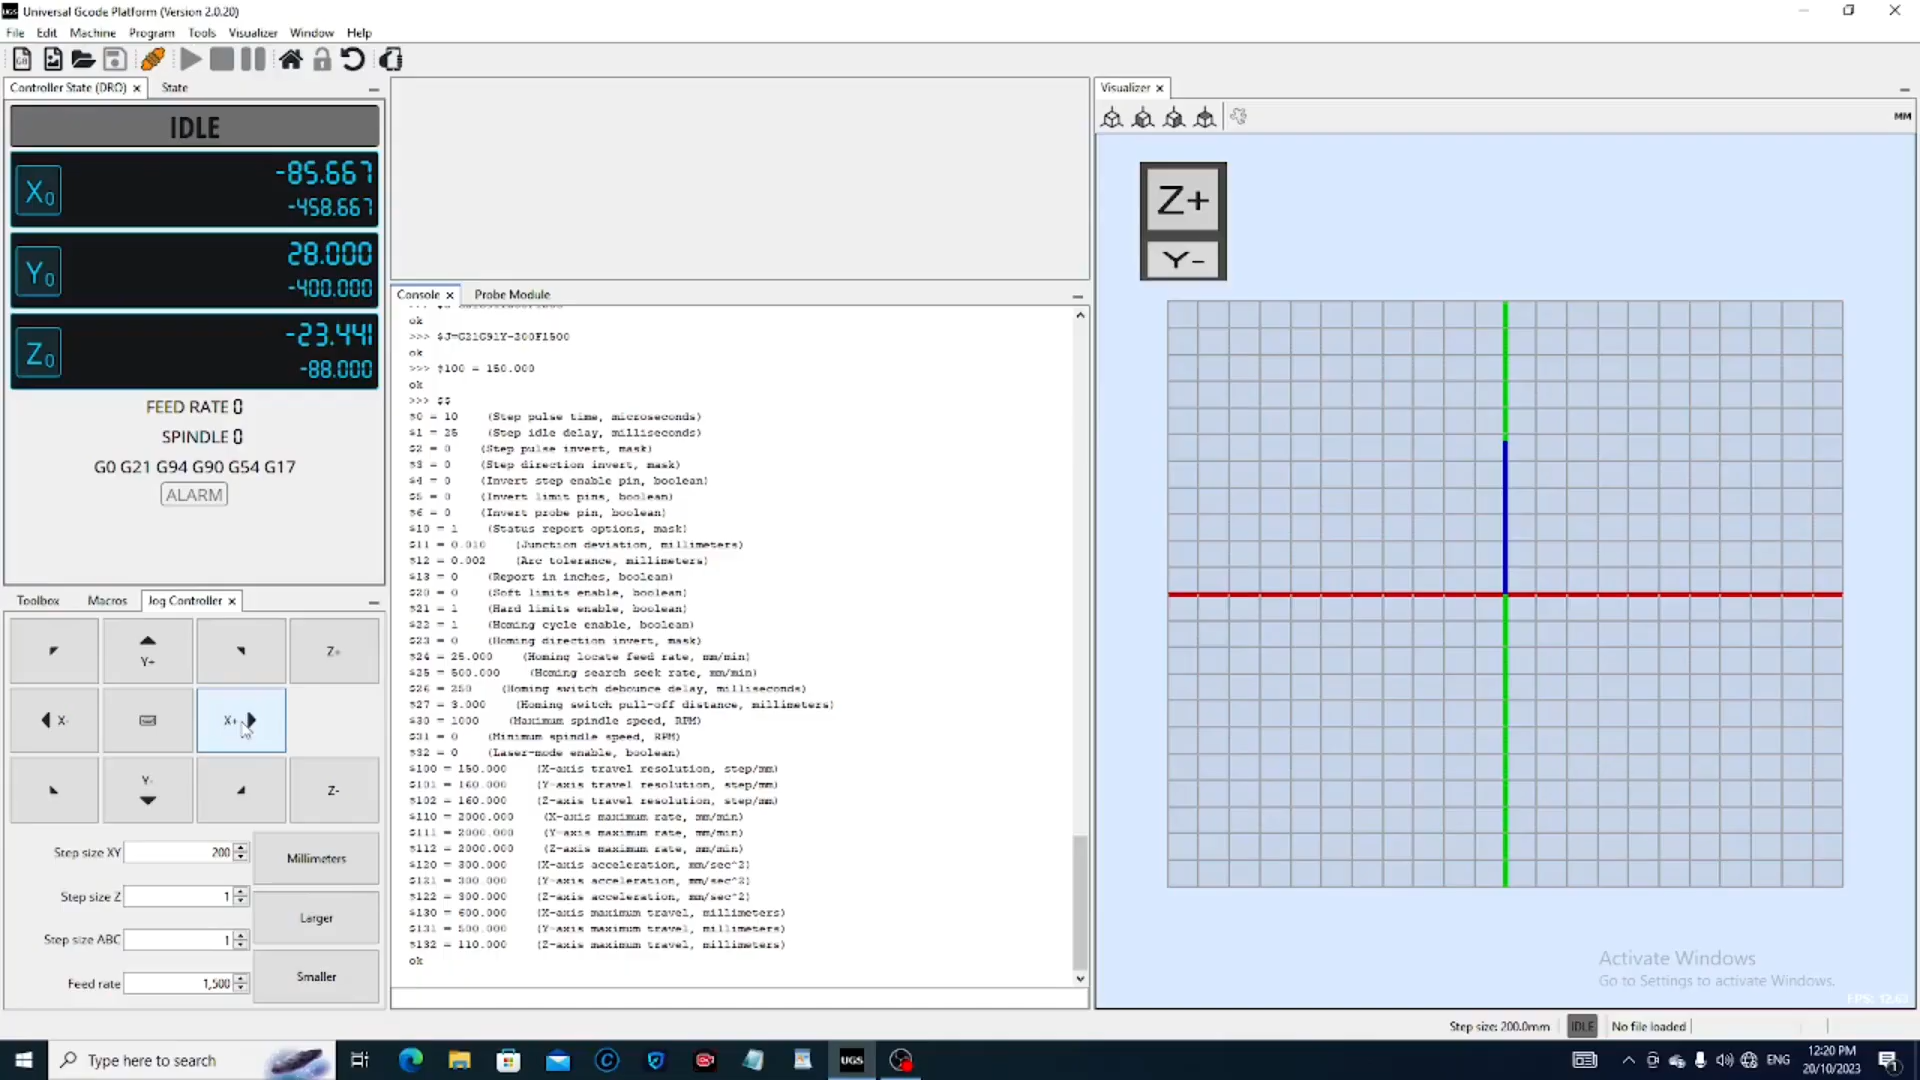 Universal Gcode Platform (Version 2.0.20)
File Edit Machine Program Tools Visualizer Window Help
Controller State (DRO) × State
IDLE
X0 -85.667
-458.667
Y0 28.000
-400.000
Z0 -23.441
-88.000
FEED RATE 0
SPINDLE 0
G0 G21 G94 G90 G54 G17
ALARM
Toolbox Macros Jog Controller ×
Y+ Z+
X- X+
Y- Z-
Step size XY 200 Millimeters
Step size Z 1
Larger
Step size ABC 1
Smaller
Feed rate 1,500
Console × Probe Module
ok
>>> $J=G21G91Y-200F1500
ok
>>> $100 = 150.000
ok
>>> $$
$0 = 10 (Step pulse time, microseconds)
$1 = 25 (Step idle delay, milliseconds)
$2 = 0 (Step pulse invert, mask)
$3 = 0 (Step direction invert, mask)
$4 = 0 (Invert step enable pin, boolean)
$5 = 0 (Invert limit pins, boolean)
$6 = 0 (Invert probe pin, boolean)
$10 = 1 (Status report options, mask)
$11 = 0.010 (Junction deviation, millimeters)
$12 = 0.002 (Arc tolerance, millimeters)
$13 = 0 (Report in inches, boolean)
$20 = 0 (Soft limits enable, boolean)
$21 = 1 (Hard limits enable, boolean)
$22 = 1 (Homing cycle enable, boolean)
$23 = 0 (Homing direction invert, mask)
$24 = 25.000 (Homing locate feed rate, mm/min)
$25 = 500.000 (Homing search seek rate, mm/min)
$26 = 250 (Homing switch debounce delay, milliseconds)
$27 = 3.000 (Homing switch pull-off distance, millimeters)
$30 = 1000 (Maximum spindle speed, RPM)
$31 = 0 (Minimum spindle speed, RPM)
$32 = 0 (Laser-mode enable, boolean)
$100 = 150.000 (X-axis travel resolution, step/mm)
$101 = 160.000 (Y-axis travel resolution, step/mm)
$102 = 160.000 (Z-axis travel resolution, step/mm)
$110 = 2000.000 (X-axis maximum rate, mm/min)
$111 = 2000.000 (Y-axis maximum rate, mm/min)
$112 = 2000.000 (Z-axis maximum rate, mm/min)
$120 = 300.000 (X-axis acceleration, mm/sec^2)
$121 = 300.000 (Y-axis acceleration, mm/sec^2)
$122 = 300.000 (Z-axis acceleration, mm/sec^2)
$130 = 600.000 (X-axis maximum travel, millimeters)
$131 = 500.000 (Y-axis maximum travel, millimeters)
$132 = 110.000 (Z-axis maximum travel, millimeters)
ok
Visualizer ×
MM
Z+
Y-
Activate Windows
Go to Settings to activate Windows.
Step size: 200.0mm IDLE No file loaded
Type here to search UGS ENG 12:20 PM
20/10/2023